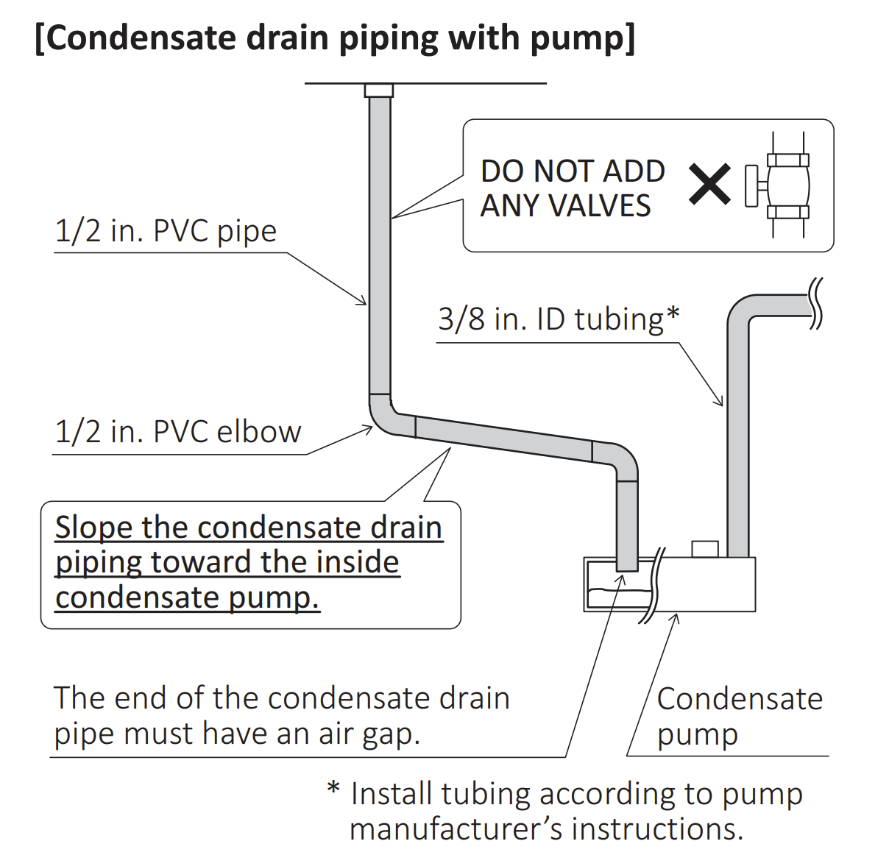 [Condensate drain piping with pump]
DO NOT ADD
ANY VALVES
1/2 in. PVC pipe
3/8 in. ID tubing*
1/2 in. PVC elbow
Slope the condensate drain
piping toward the inside
condensate pump.
The end of the condensate drain
pipe must have an air gap.
Condensate
pump
* Install tubing according to pump
manufacturer’s instructions.